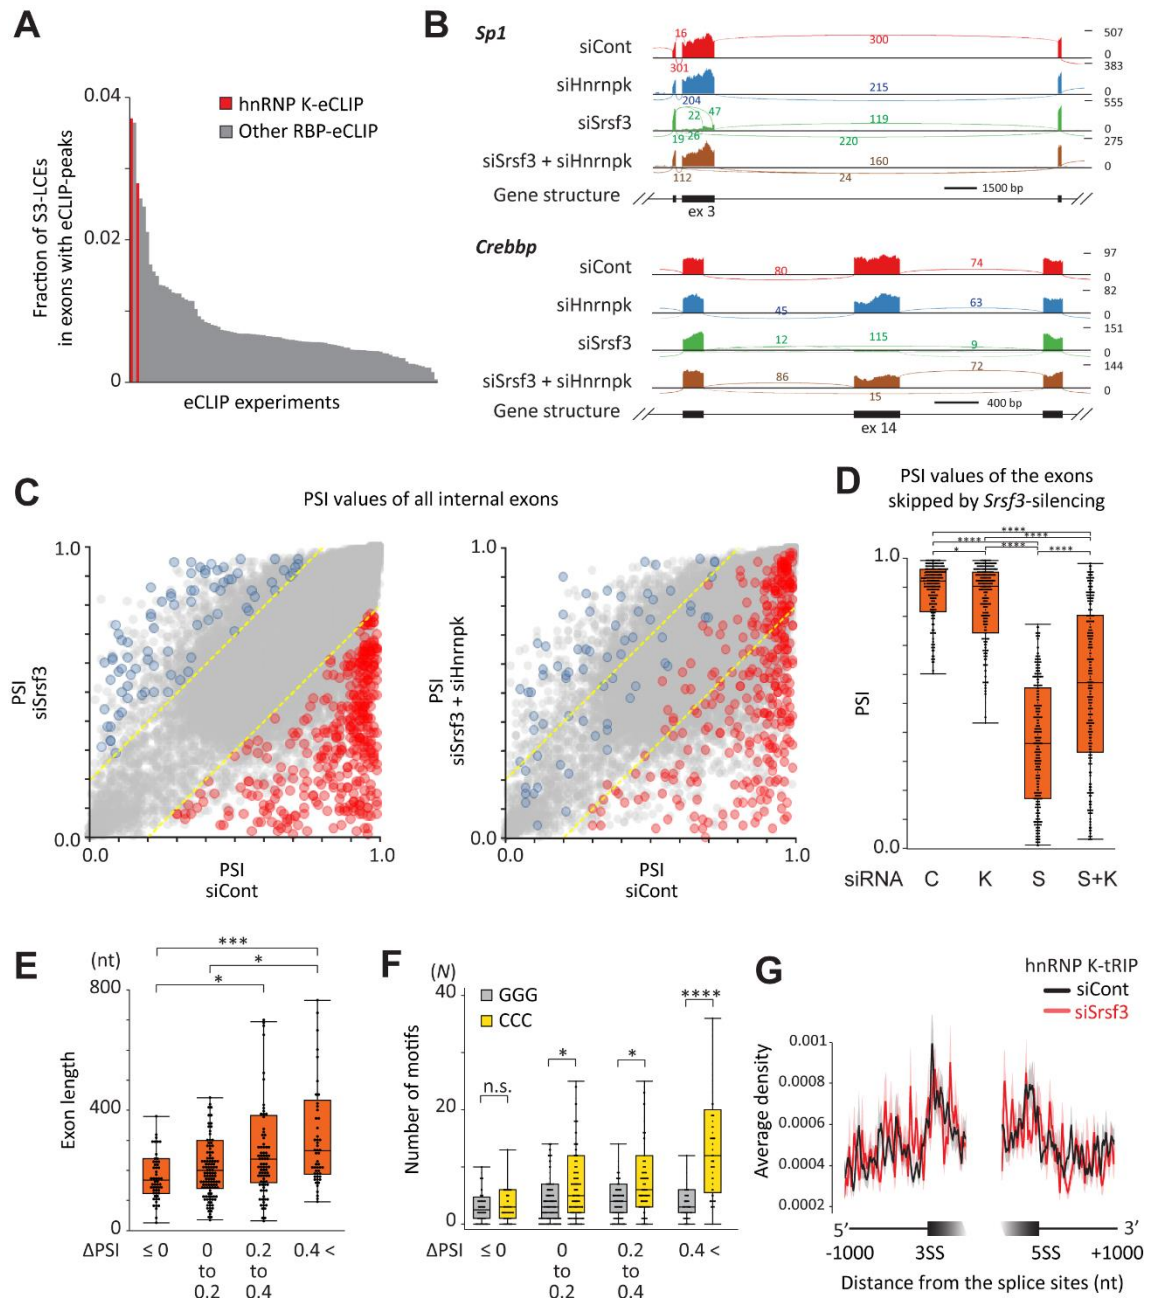 A
0.04
0.02
0
Fraction of S3-LCEs
in exons with eCLIP-peaks
hnRNP K-eCLIP
Other RBP-eCLIP
eCLIP experiments
B
Sp1
siCont
16
300
301
507
0
siHnrnpk
215
204
383
0
siSrsf3
47
22
119
19
26
220
555
0
siSrsf3 + siHnrnpk
160
112
24
275
0
Gene structure
1500 bp
ex 3
Crebbp
siCont
80
74
97
0
siHnrnpk
45
63
82
0
siSrsf3
12
115
9
151
0
siSrsf3 + siHnrnpk
86
72
15
144
0
Gene structure
400 bp
ex 14
C
PSI values of all internal exons
1.0
0.0
PSI
siSrsf3
0.0
1.0
PSI
siCont
1.0
0.0
PSI
siSrsf3 + siHnrnpk
0
1.0
PSI
siCont
D
PSI values of the exons
skipped by Srsf3-silencing
****
****
****
****
*
****
1.0
PSI
0.0
siRNA C K S S+K
E
(nt)
***
*
*
800
400
0
Exon length
ΔPSI ≤ 0 0 to 0.2 0.2 to 0.4 0.4 <
F
(N)
GGG
CCC
40
20
0
Number of motifs
n.s.
*
*
****
ΔPSI ≤ 0 0 to 0.2 0.2 to 0.4 0.4 <
G
hnRNP K-tRIP
siCont
siSrsf3
0.001
0.0008
0.0006
0.0004
0.0002
Average density
5′ 3′
-1000 3SS 5SS +1000
Distance from the splice sites (nt)